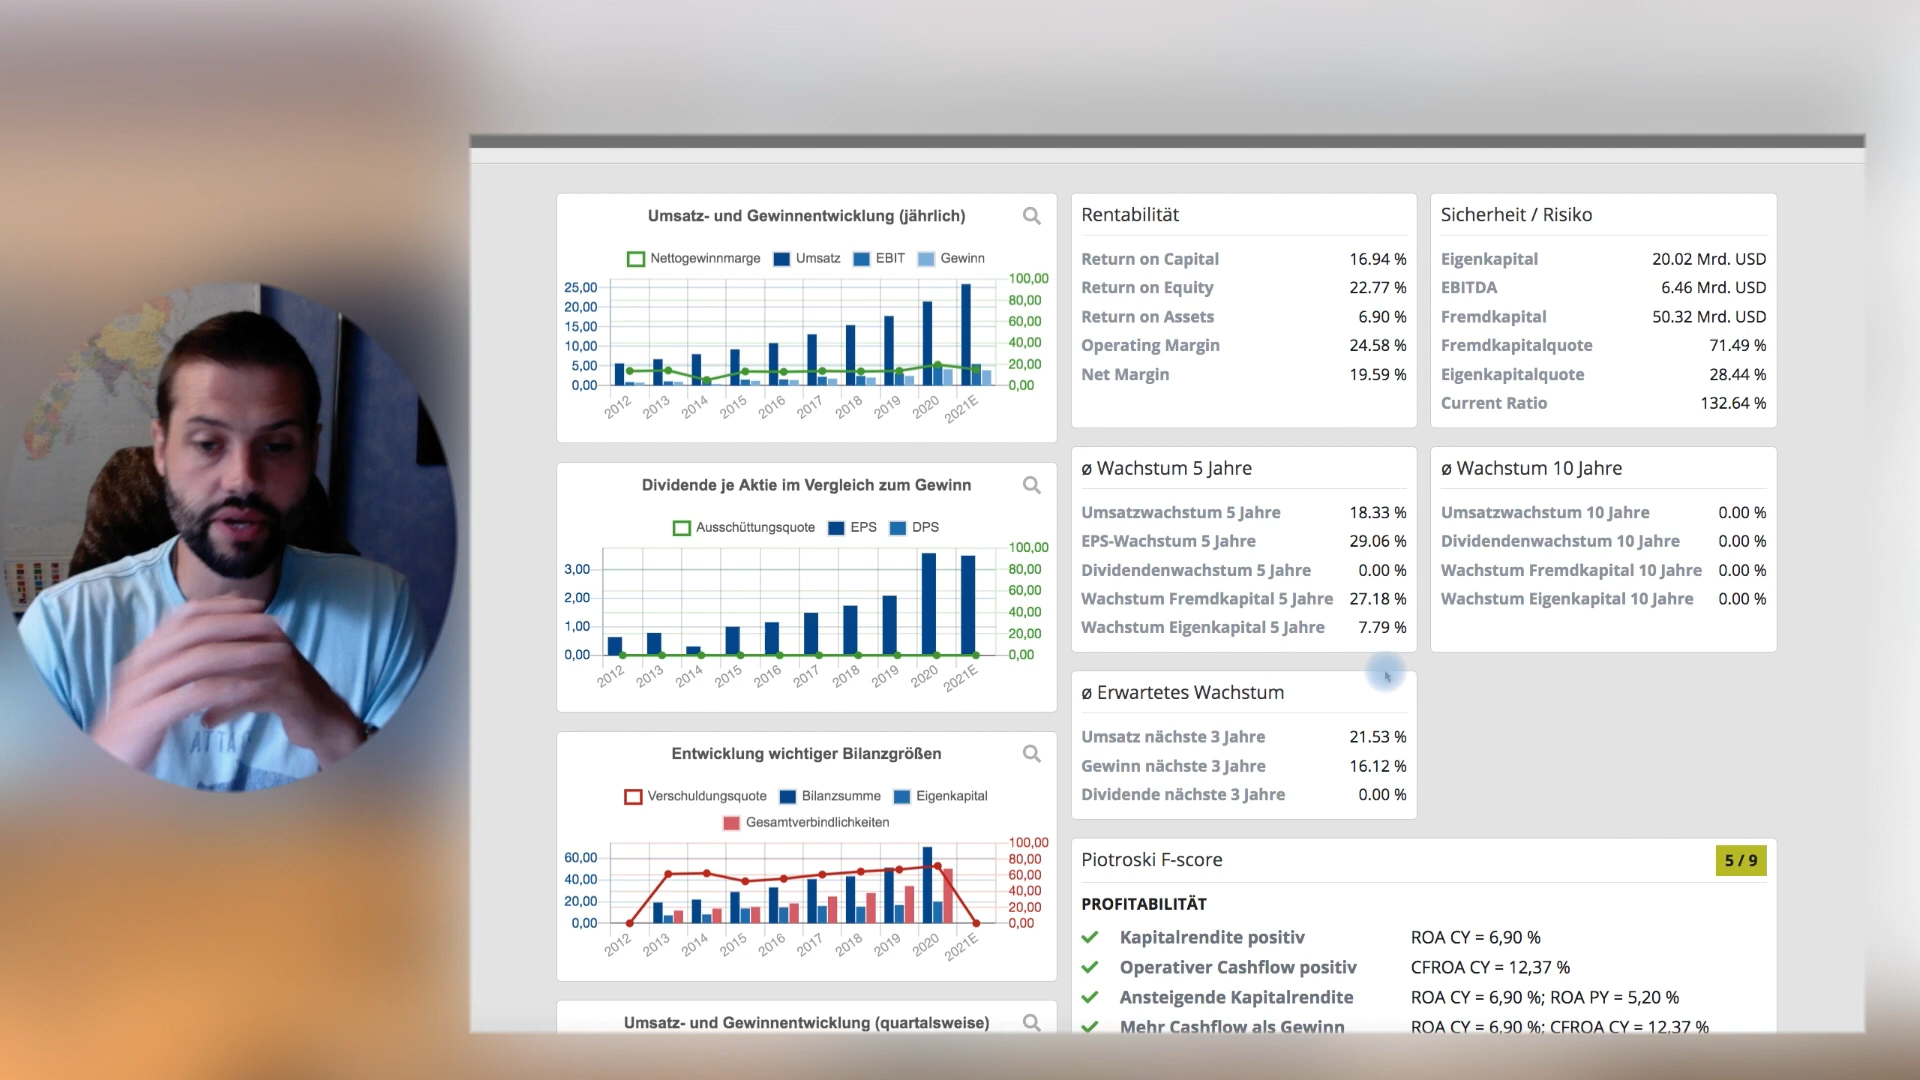 Umsatz- und Gewinnentwicklung (jährlich)
Nettogewinnmarge Umsatz EBIT Gewinn
25,00
20,00
15,00
10,00
5,00
0,00
100,00
80,00
60,00
40,00
20,00
0,00
2012 2013 2014 2015 2016 2017 2018 2019 2020 2021E
Dividende je Aktie im Vergleich zum Gewinn
Ausschüttungsquote EPS DPS
3,00
2,00
1,00
0,00
100,00
80,00
60,00
40,00
20,00
0,00
2012 2013 2014 2015 2016 2017 2018 2019 2020 2021E
Entwicklung wichtiger Bilanzgrößen
Verschuldungsquote Bilanzsumme Eigenkapital
Gesamtverbindlichkeiten
60,00
40,00
20,00
0,00
100,00
80,00
60,00
40,00
20,00
0,00
2012 2013 2014 2015 2016 2017 2018 2019 2020 2021E
Umsatz- und Gewinnentwicklung (quartalsweise)
Rentabilität
Return on Capital 16.94 %
Return on Equity 22.77 %
Return on Assets 6.90 %
Operating Margin 24.58 %
Net Margin 19.59 %
Sicherheit / Risiko
Eigenkapital 20.02 Mrd. USD
EBITDA 6.46 Mrd. USD
Fremdkapital 50.32 Mrd. USD
Fremdkapitalquote 71.49 %
Eigenkapitalquote 28.44 %
Current Ratio 132.64 %
ø Wachstum 5 Jahre
Umsatzwachstum 5 Jahre 18.33 %
EPS-Wachstum 5 Jahre 29.06 %
Dividendenwachstum 5 Jahre 0.00 %
Wachstum Fremdkapital 5 Jahre 27.18 %
Wachstum Eigenkapital 5 Jahre 7.79 %
ø Wachstum 10 Jahre
Umsatzwachstum 10 Jahre 0.00 %
Dividendenwachstum 10 Jahre 0.00 %
Wachstum Fremdkapital 10 Jahre 0.00 %
Wachstum Eigenkapital 10 Jahre 0.00 %
ø Erwartetes Wachstum
Umsatz nächste 3 Jahre 21.53 %
Gewinn nächste 3 Jahre 16.12 %
Dividende nächste 3 Jahre 0.00 %
Piotroski F-score 5 / 9
PROFITABILITÄT
Kapitalrendite positiv ROA CY = 6,90 %
Operativer Cashflow positiv CFROA CY = 12,37 %
Ansteigende Kapitalrendite ROA CY = 6,90 %; ROA PY = 5,20 %
Mehr Cashflow als Gewinn ROA CY = 6,90 %; CFROA CY = 12,37 %